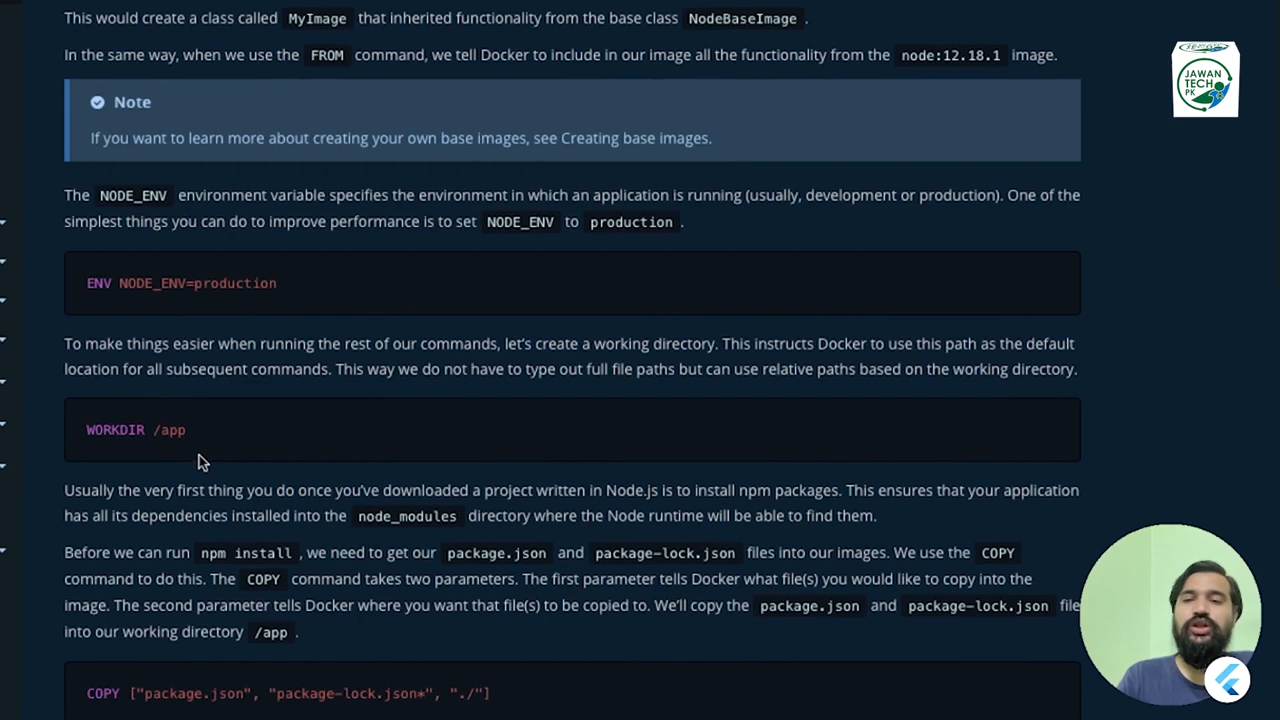 This would create a class called MyImage that inherited functionality from the base class NodeBaseImage .
In the same way, when we use the FROM command, we tell Docker to include in our image all the functionality from the node:12.18.1 image.
Note
If you want to learn more about creating your own base images, see Creating base images.
The NODE_ENV environment variable specifies the environment in which an application is running (usually, development or production). One of the
simplest things you can do to improve performance is to set NODE_ENV to production .
ENV NODE_ENV=production
To make things easier when running the rest of our commands, let’s create a working directory. This instructs Docker to use this path as the default
location for all subsequent commands. This way we do not have to type out full file paths but can use relative paths based on the working directory.
WORKDIR /app
Usually the very first thing you do once you’ve downloaded a project written in Node.js is to install npm packages. This ensures that your application
has all its dependencies installed into the node_modules directory where the Node runtime will be able to find them.
Before we can run npm install , we need to get our package.json and package-lock.json files into our images. We use the COPY
command to do this. The COPY command takes two parameters. The first parameter tells Docker what file(s) you would like to copy into the
image. The second parameter tells Docker where you want that file(s) to be copied to. We’ll copy the package.json and package-lock.json file
into our working directory /app .
COPY ["package.json", "package-lock.json*", "./"]
JAWAN
TECH
PK